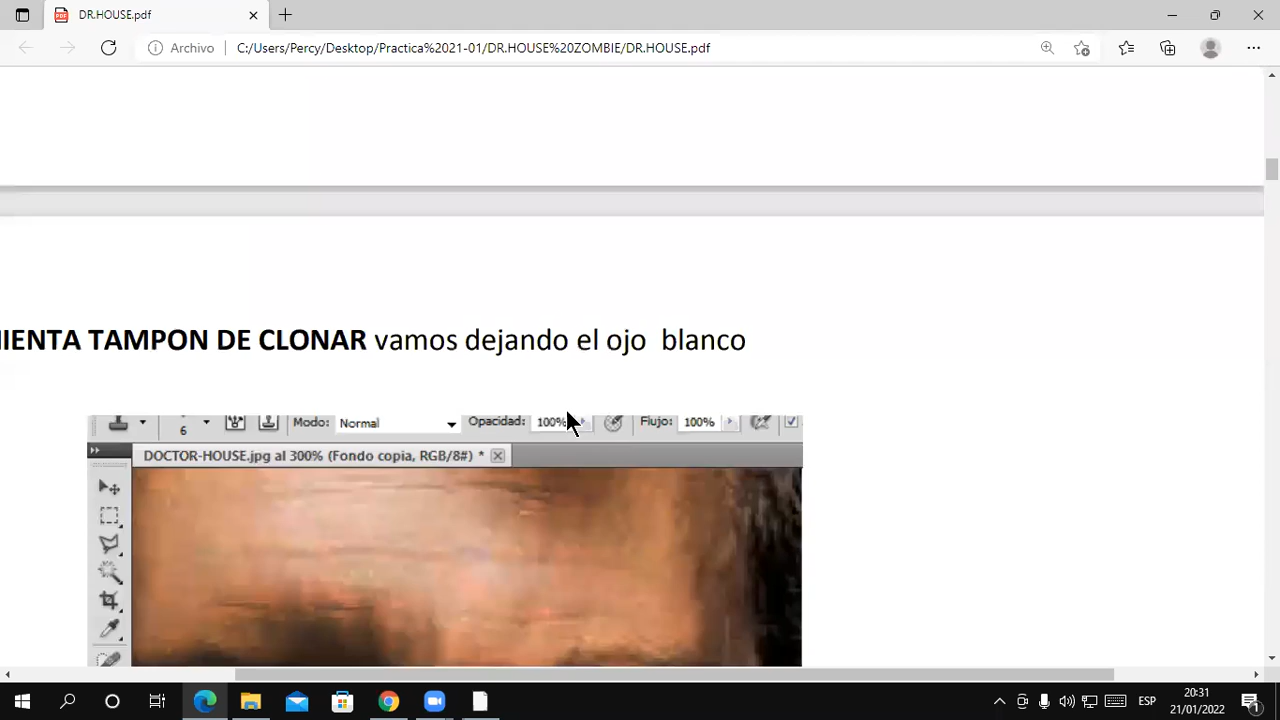 DR.HOUSE.pdf
Archivo C:/Users/Percy/Desktop/Practica%2021-01/DR.HOUSE%20ZOMBIE/DR.HOUSE.pdf
IENTA TAMPON DE CLONAR vamos dejando el ojo  blanco
6 Modo: Normal Opacidad: 100% Flujo: 100%
DOCTOR-HOUSE.jpg al 300% (Fondo copia, RGB/8#) *
ESP
20:31
21/01/2022
1